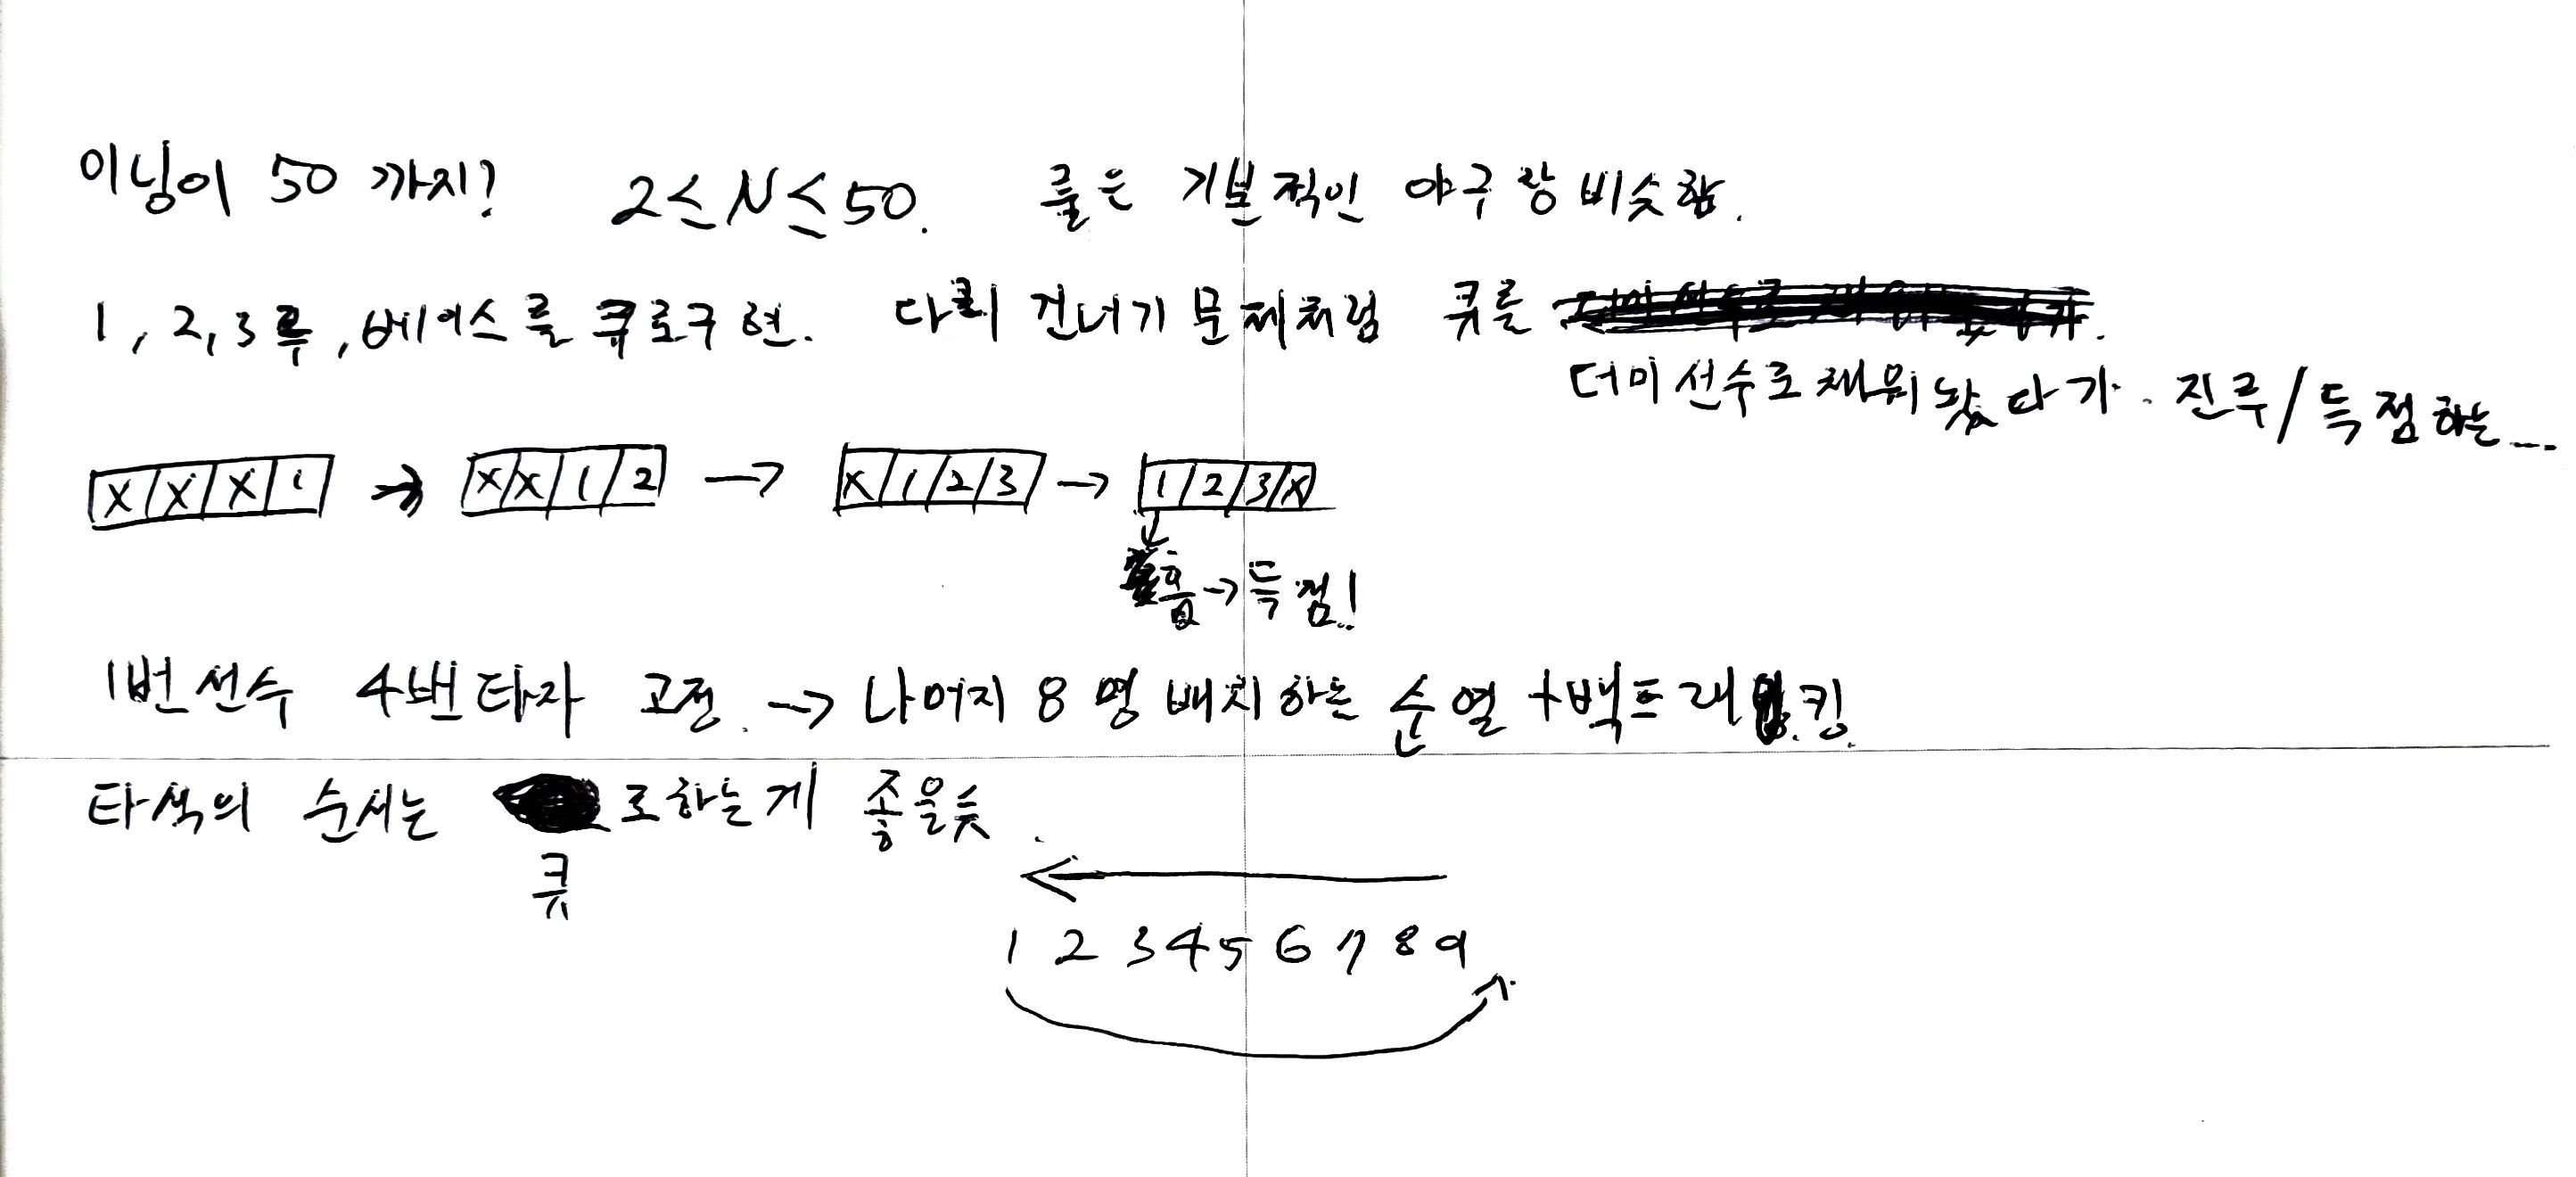 이닝이 50 까지? 2≤N≤50. 룰은 기본적인 야구랑 비슷함.
1, 2, 3루, 베이스를 큐로 구현. 다리 건너기 문제처럼 큐를
더미 선수로 채워놨다가. 진루/득점하는...
X X X 1 → X X 1 2 → X 1 2 3 → 1 2 3 X
홈→득점!
1번 선수 4번타자 고정. → 나머지 8명 배치하는 순열 + 백트래킹.
타석의 순서는 로하는게 좋을듯.
큐
1 2 3 4 5 6 7 8 9